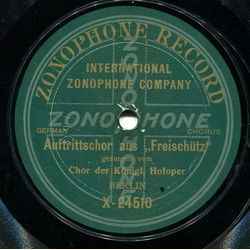 ZONOPHONE RECORD
INTERNATIONAL
ZONOPHONE COMPANY
ZONOPHONE
GERMAN CHORUS
Auftrittschor aus „Freischütz"
gesungen vom
Chor der Königl. Hofoper
BERLIN
X-24510